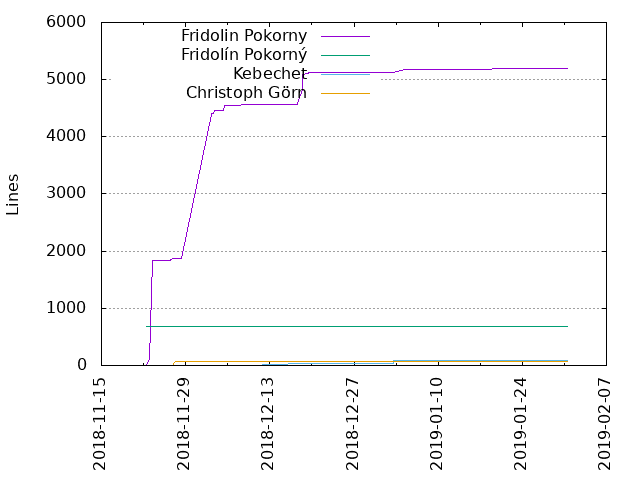 6000
5000
4000
3000
2000
1000
0
Lines
Fridolin Pokorny
Fridolín Pokorný
Kebechet
Christoph Görn
2018-11-15
2018-11-29
2018-12-13
2018-12-27
2019-01-10
2019-01-24
2019-02-07